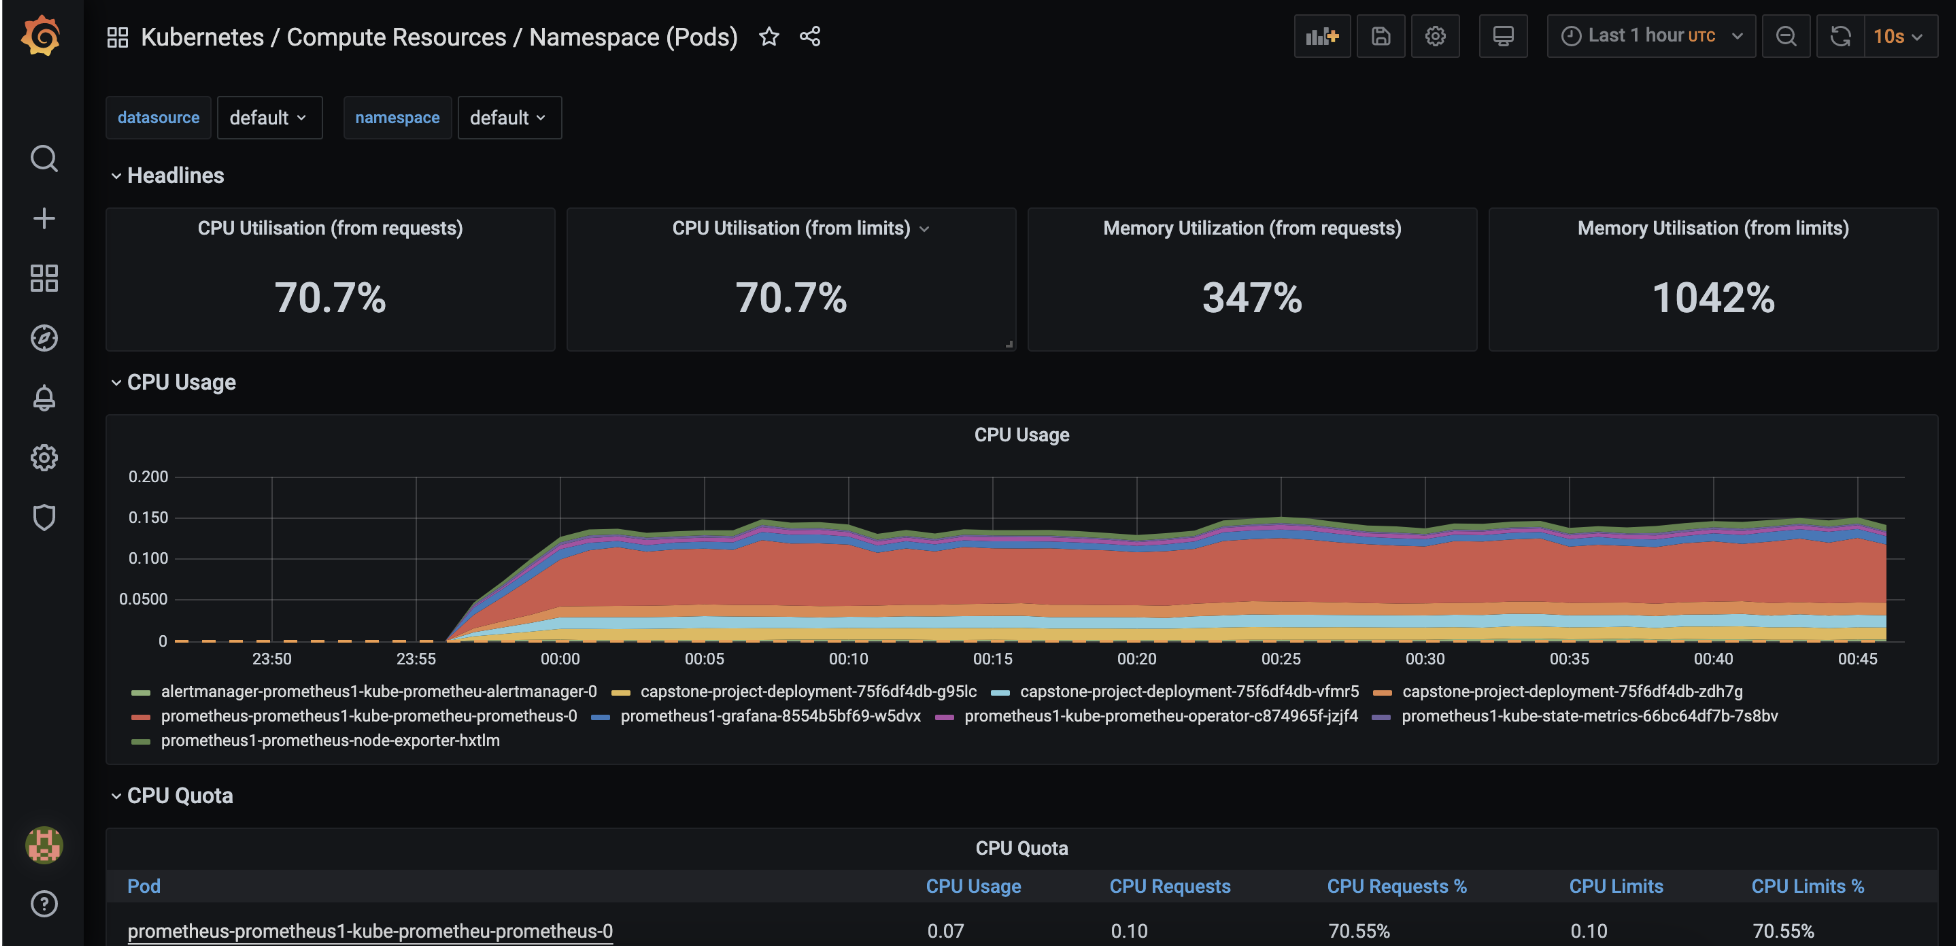 Kubernetes / Compute Resources / Namespace (Pods)
Last 1 hour UTC
10s
datasource default namespace default
Headlines
CPU Utilisation (from requests)
70.7%
CPU Utilisation (from limits)
70.7%
Memory Utilization (from requests)
347%
Memory Utilisation (from limits)
1042%
CPU Usage
CPU Usage
0.200
0.150
0.100
0.0500
0
23:50 23:55 00:00 00:05 00:10 00:15 00:20 00:25 00:30 00:35 00:40 00:45
alertmanager-prometheus1-kube-prometheu-alertmanager-0 capstone-project-deployment-75f6df4db-g95lc capstone-project-deployment-75f6df4db-vfmr5 capstone-project-deployment-75f6df4db-zdh7g
prometheus-prometheus1-kube-prometheu-prometheus-0 prometheus1-grafana-8554b5bf69-w5dvx prometheus1-kube-prometheu-operator-c874965f-jzjf4 prometheus1-kube-state-metrics-66bc64df7b-7s8bv
prometheus1-prometheus-node-exporter-hxtlm
CPU Quota
CPU Quota
Pod CPU Usage CPU Requests CPU Requests % CPU Limits CPU Limits %
prometheus-prometheus1-kube-prometheu-prometheus-0 0.07 0.10 70.55% 0.10 70.55%